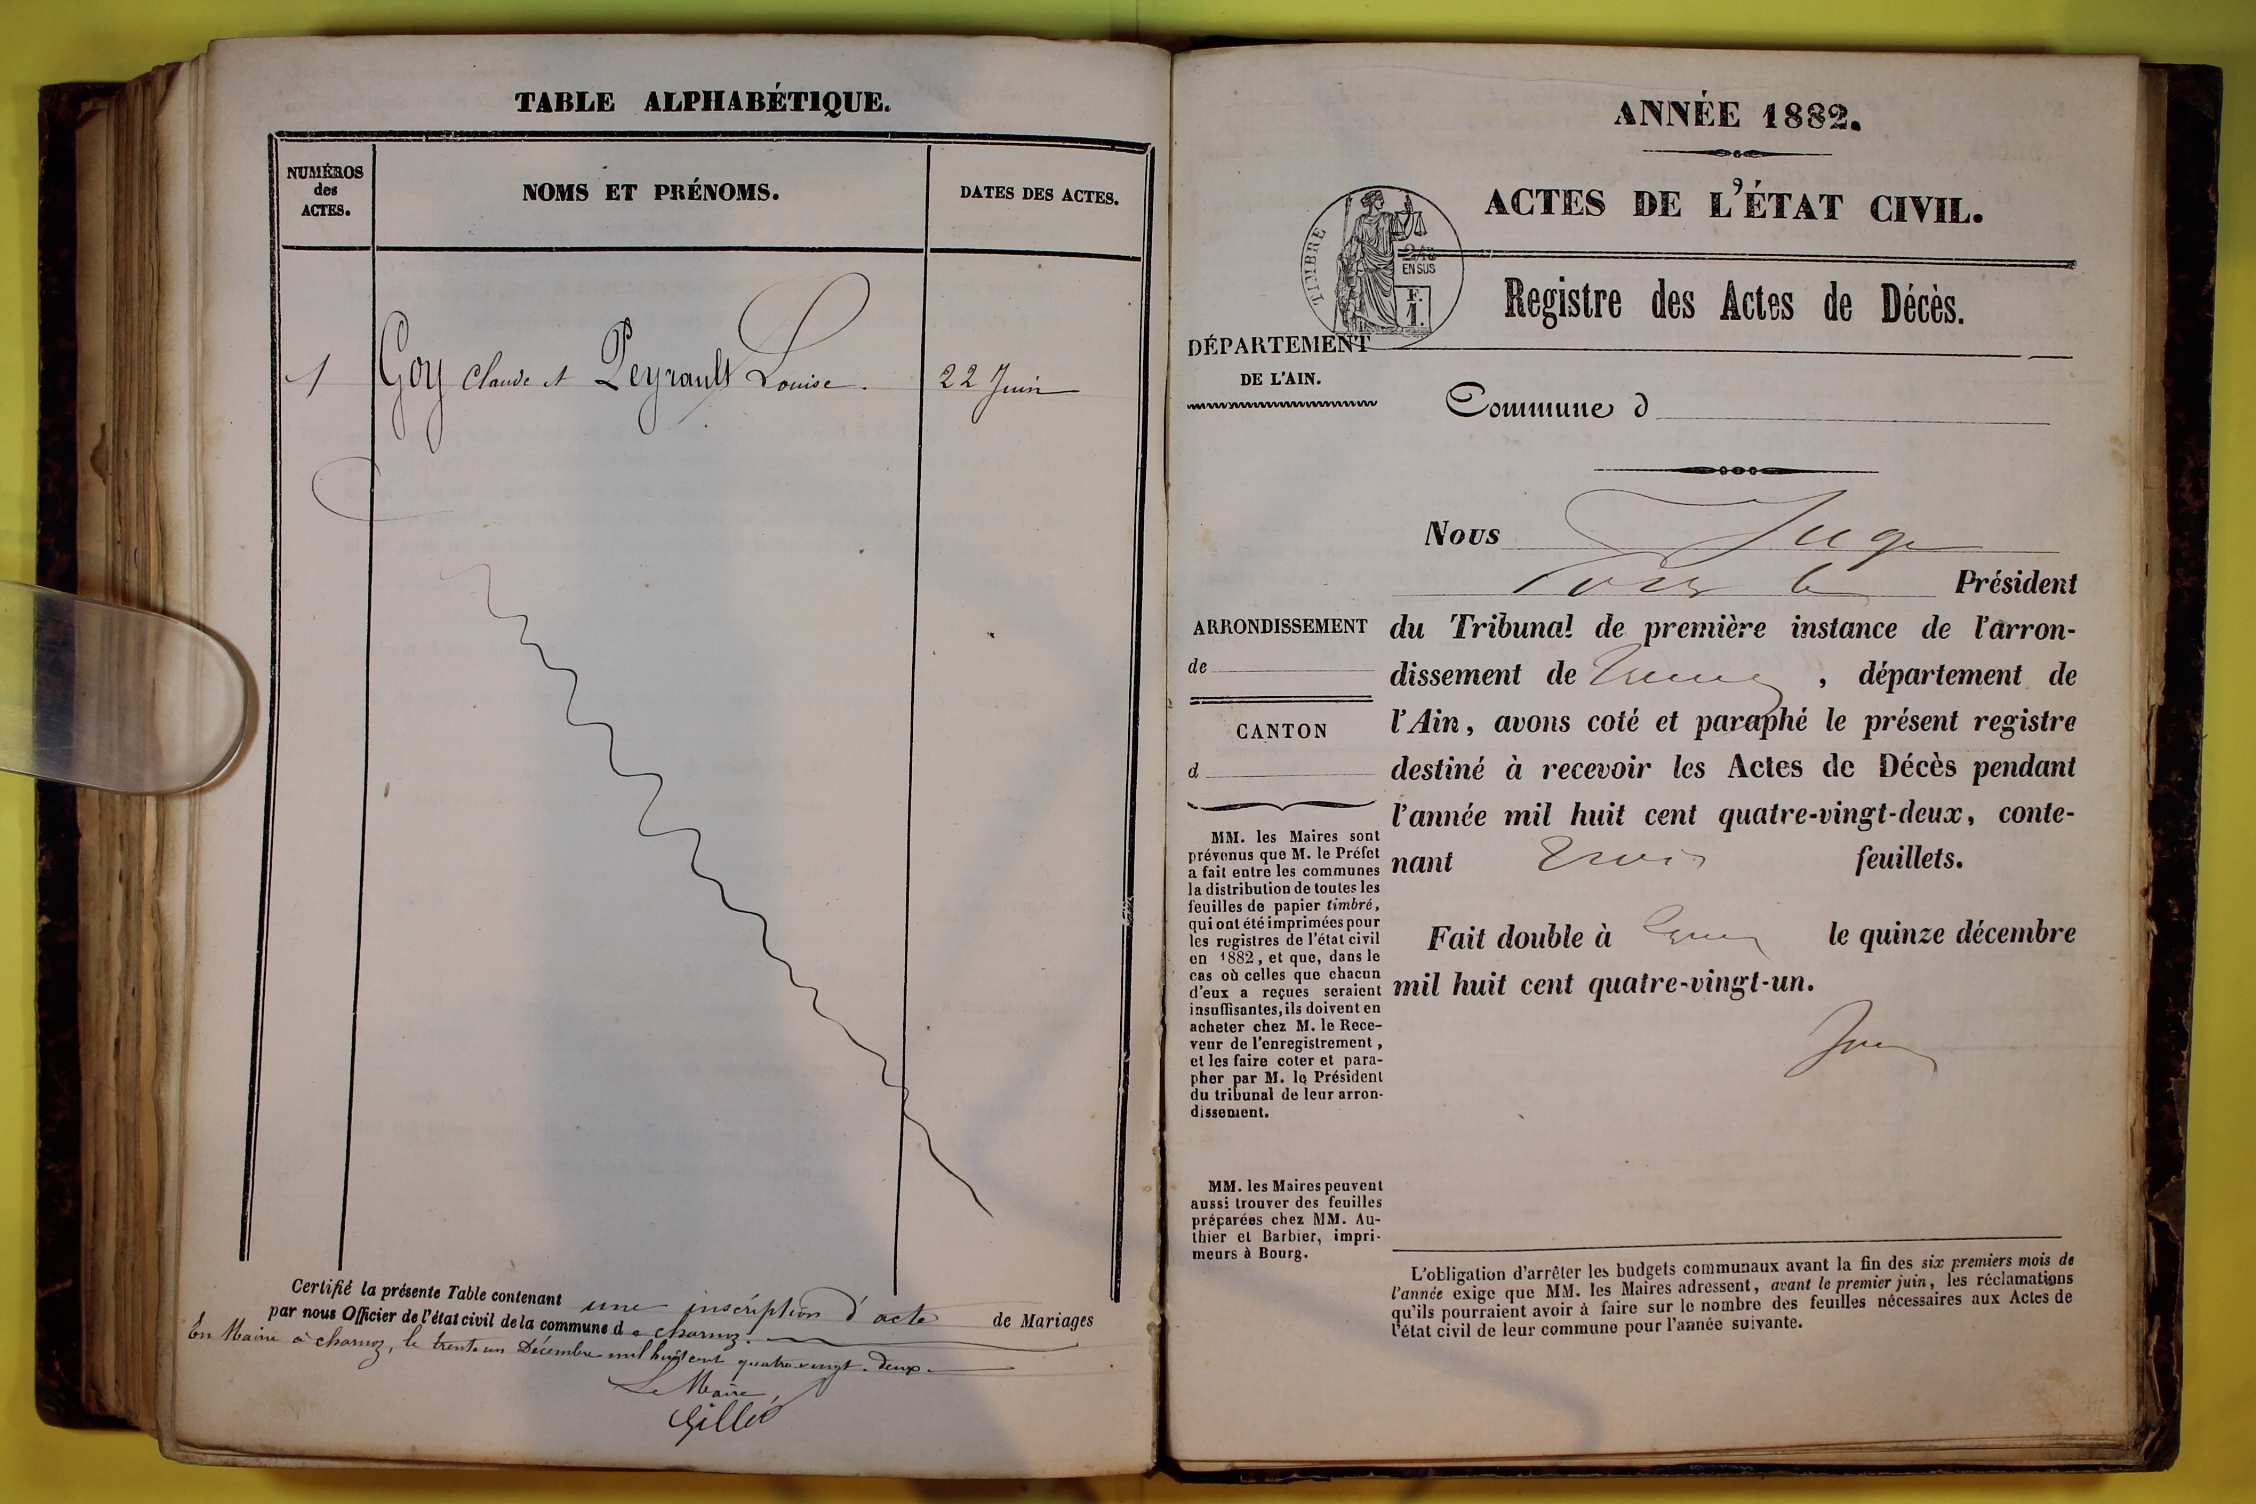 TABLE ALPHABÉTIQUE.
NUMÉROS
des
ACTES.
NOMS ET PRÉNOMS.
DATES DES ACTES.
1 Goy Claude et Peyrault Louise. 22 Juin
Certifié la présente Table contenant une inscription d'acte de Mariages
par nous Officier de l'état civil de la commune de charnoz.
En Mairie à charnoz, le trente un Décembre mil huit cent quatre vingt-deux.
Le Maire,
ANNÉE 1882.
ACTES DE L'ÉTAT CIVIL.
TIMBRE
2/10
EN SUS
F.
1.
Registre des Actes de Décès.
DÉPARTEMENT
DE L'AIN.
Commune d
Nous Juge
Pour le Président
ARRONDISSEMENT
de
CANTON
d
du Tribunal de première instance de l'arron-
dissement de , département de
l'Ain, avons coté et paraphé le présent registre
destiné à recevoir les Actes de Décès pendant
l'année mil huit cent quatre-vingt-deux, conte-
nant Trois feuillets.
Fait double à le quinze décembre
mil huit cent quatre-vingt-un.
MM. les Maires sont
prévenus que M. le Préfet
a fait entre les communes
la distribution de toutes les
feuilles de papier timbré,
qui ont été imprimées pour
les registres de l'état civil
en 1882, et que, dans le
cas où celles que chacun
d'eux a reçues seraient
insuffisantes, ils doivent en
acheter chez M. le Rece-
veur de l'enregistrement,
et les faire coter et para-
pher par M. le Président
du tribunal de leur arron-
dissement.
MM. les Maires peuvent
aussi trouver des feuilles
préparées chez MM. Au-
thier et Barbier, impri-
meurs à Bourg.
L'obligation d'arrêter les budgets communaux avant la fin des six premiers mois de
l'année exige que MM. les Maires adressent, avant le premier juin, les réclamations
qu'ils pourraient avoir à faire sur le nombre des feuilles nécessaires aux Actes de
l'état civil de leur commune pour l'année suivante.